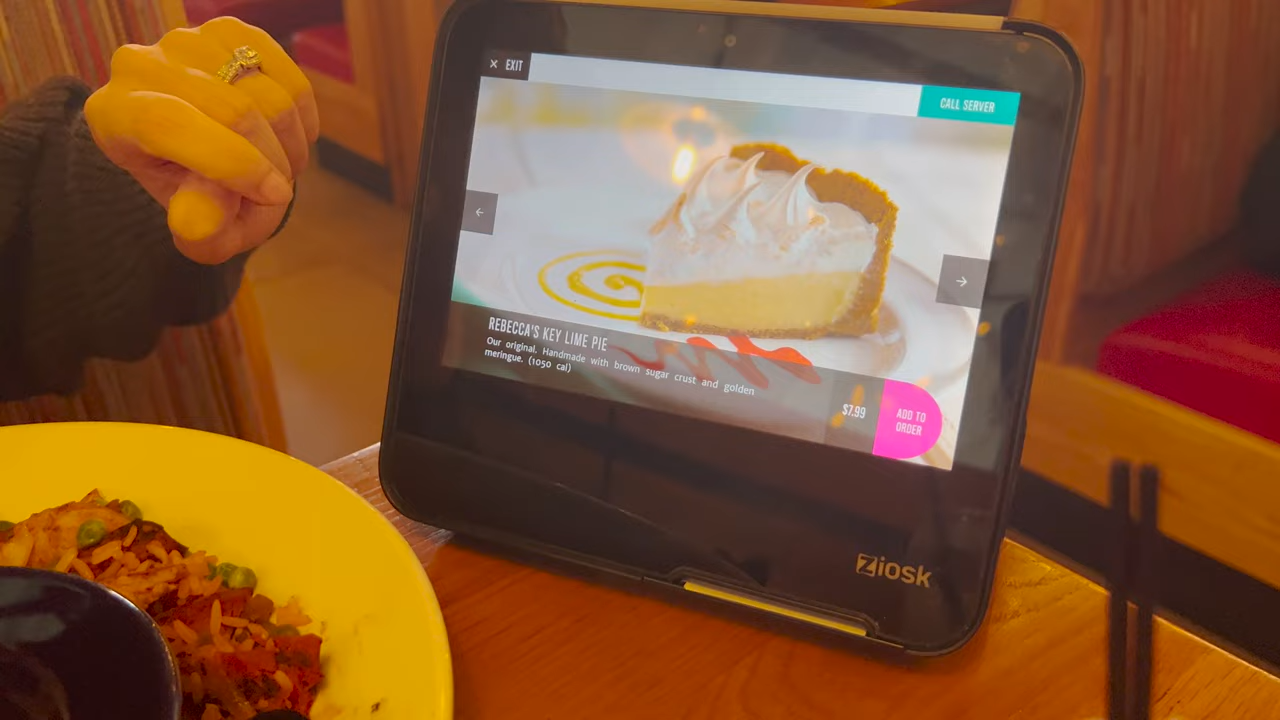 × EXIT
CALL SERVER
REBECCA'S KEY LIME PIE
Our original. Handmade with brown sugar crust and golden
meringue. (1050 cal)
$7.99
ADD TO
ORDER
Ziosk